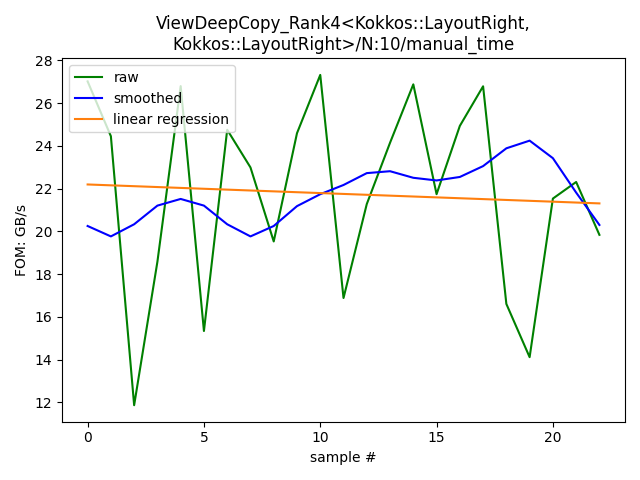 ViewDeepCopy_Rank4<Kokkos::LayoutRight,
Kokkos::LayoutRight>/N:10/manual_time
28
26
24
22
20
18
16
14
12
FOM: GB/s
raw
smoothed
linear regression
0
5
10
15
20
sample #